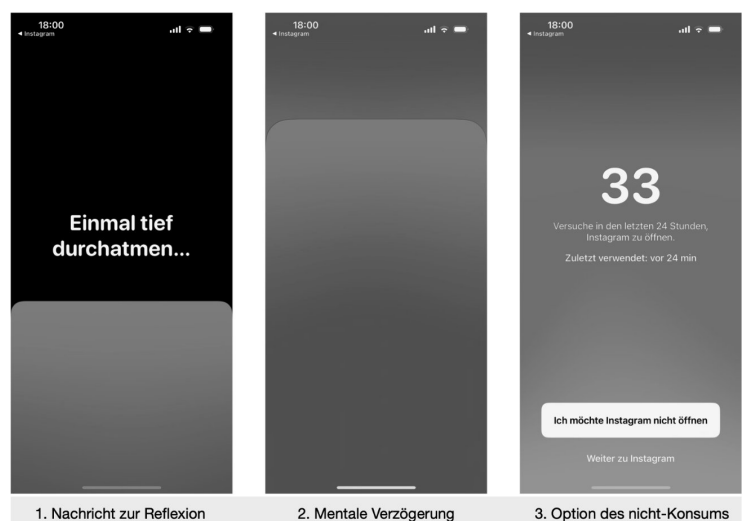 18:00
◀ Instagram
Einmal tief
durchatmen...
1. Nachricht zur Reflexion
18:00
◀ Instagram
2. Mentale Verzögerung
18:00
◀ Instagram
33
Versuche in den letzten 24 Stunden,
Instagram zu öffnen.
Zuletzt verwendet: vor 24 min
Ich möchte Instagram nicht öffnen
Weiter zu Instagram
3. Option des nicht-Konsums